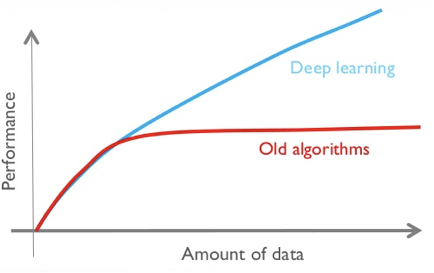 Deep learning
Old algorithms
Performance
Amount of data